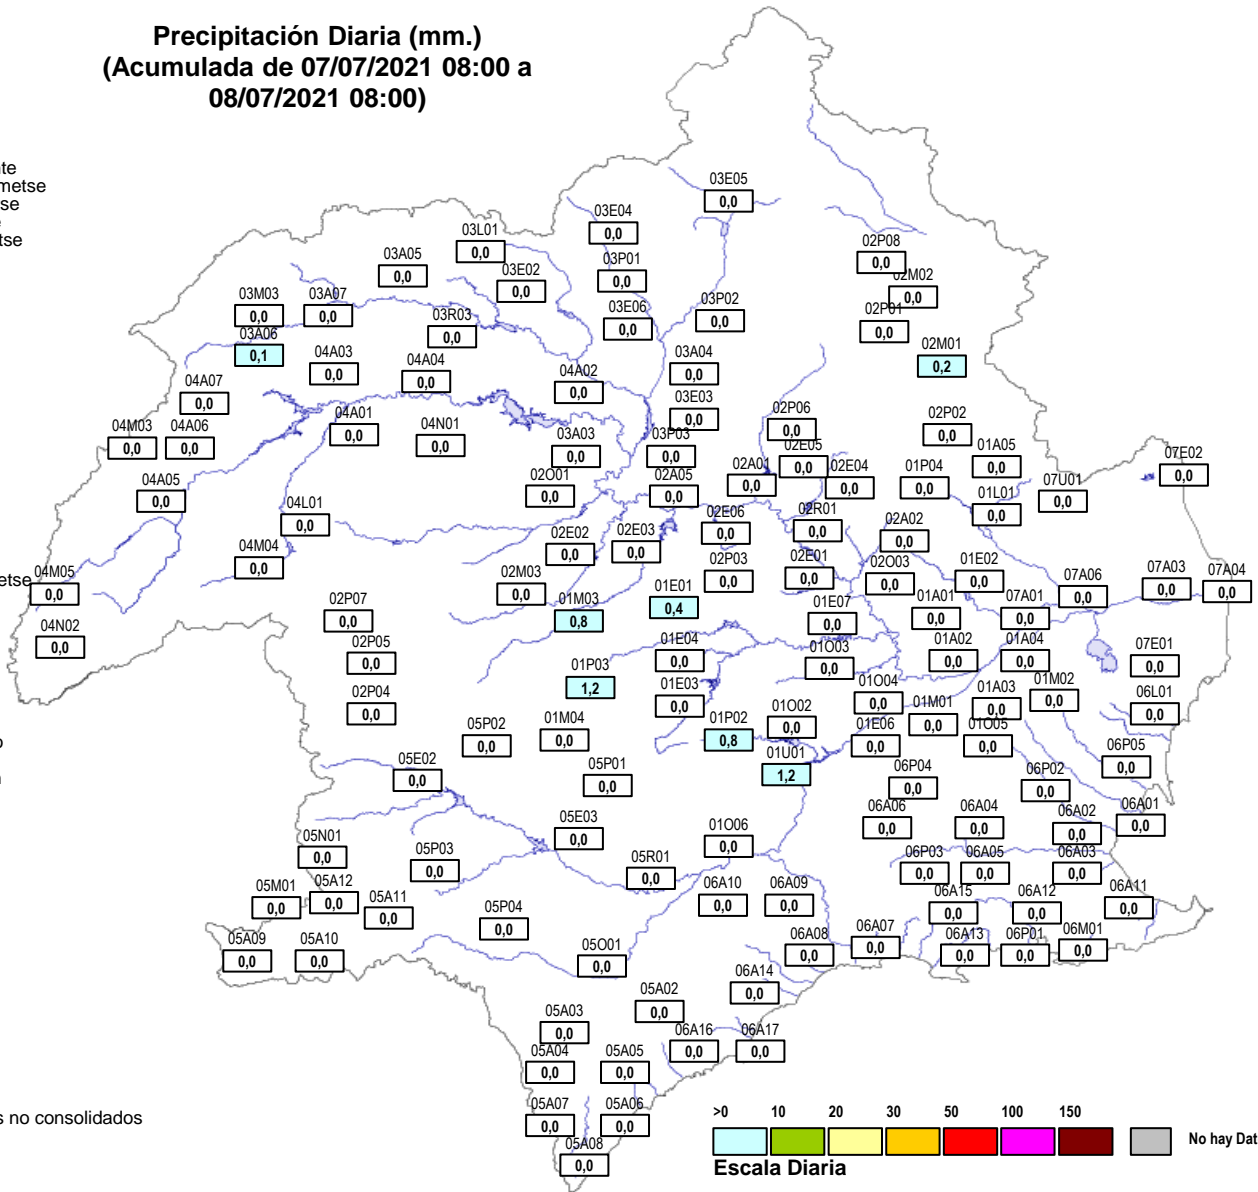 Precipitación Diaria (mm.)
(Acumulada de 07/07/2021 08:00 a
08/07/2021 08:00)
03E05
0,0
03E04
0,0
03L01
0,0
03P01
0,0
03A05
0,0
03E02
0,0
02P08
0,0
02M02
0,0
03M03
0,0
03A07
0,0
03R03
0,0
03E06
0,0
03P02
0,0
02P01
0,0
03A06
0,1
04A03
0,0
04A04
0,0
04A02
0,0
03A04
0,0
02M01
0,2
04A07
0,0
03E03
0,0
04M03
0,0
04A06
0,0
04A01
0,0
04N01
0,0
03A03
0,0
03P03
0,0
02P06
0,0
02P02
0,0
02E05
0,0
01A05
0,0
07E02
0,0
04A05
0,0
02O01
0,0
02A05
0,0
02A01
0,0
02E04
0,0
01P04
0,0
07U01
0,0
04L01
0,0
01L01
0,0
02E06
0,0
02R01
0,0
02A02
0,0
04M04
0,0
02E02
0,0
02E03
0,0
04M05
0,0
02M03
0,0
02P03
0,0
02E01
0,0
02O03
0,0
01E02
0,0
07A06
0,0
07A03
0,0
07A04
0,0
02P07
0,0
01M03
0,8
01E01
0,4
01E07
0,0
01A01
0,0
07A01
0,0
04N02
0,0
02P05
0,0
01E04
0,0
01O03
0,0
01A02
0,0
01A04
0,0
07E01
0,0
01P03
1,2
01E03
0,0
01O04
0,0
01A03
0,0
01M02
0,0
06L01
0,0
02P04
0,0
05P02
0,0
01M04
0,0
01P02
0,8
01O02
0,0
01E06
0,0
01M01
0,0
01O05
0,0
05E02
0,0
05P01
0,0
01U01
1,2
06P04
0,0
06P02
0,0
06P05
0,0
05E03
0,0
01O06
0,0
06A06
0,0
06A04
0,0
06A02
0,0
06A01
0,0
05N01
0,0
05P03
0,0
05R01
0,0
06P03
0,0
06A05
0,0
06A03
0,0
05M01
0,0
05A12
0,0
05A11
0,0
06A10
0,0
06A09
0,0
06A15
0,0
06A12
0,0
06A11
0,0
05P04
0,0
05A09
0,0
05A10
0,0
05O01
0,0
06A08
0,0
06A07
0,0
06A13
0,0
06P01
0,0
06M01
0,0
06A14
0,0
05A02
0,0
05A03
0,0
06A16
0,0
06A17
0,0
05A04
0,0
05A05
0,0
05A07
0,0
05A06
0,0
05A08
0,0
s no consolidados
>0 10 20 30 50 100 150
No hay Dat
Escala Diaria